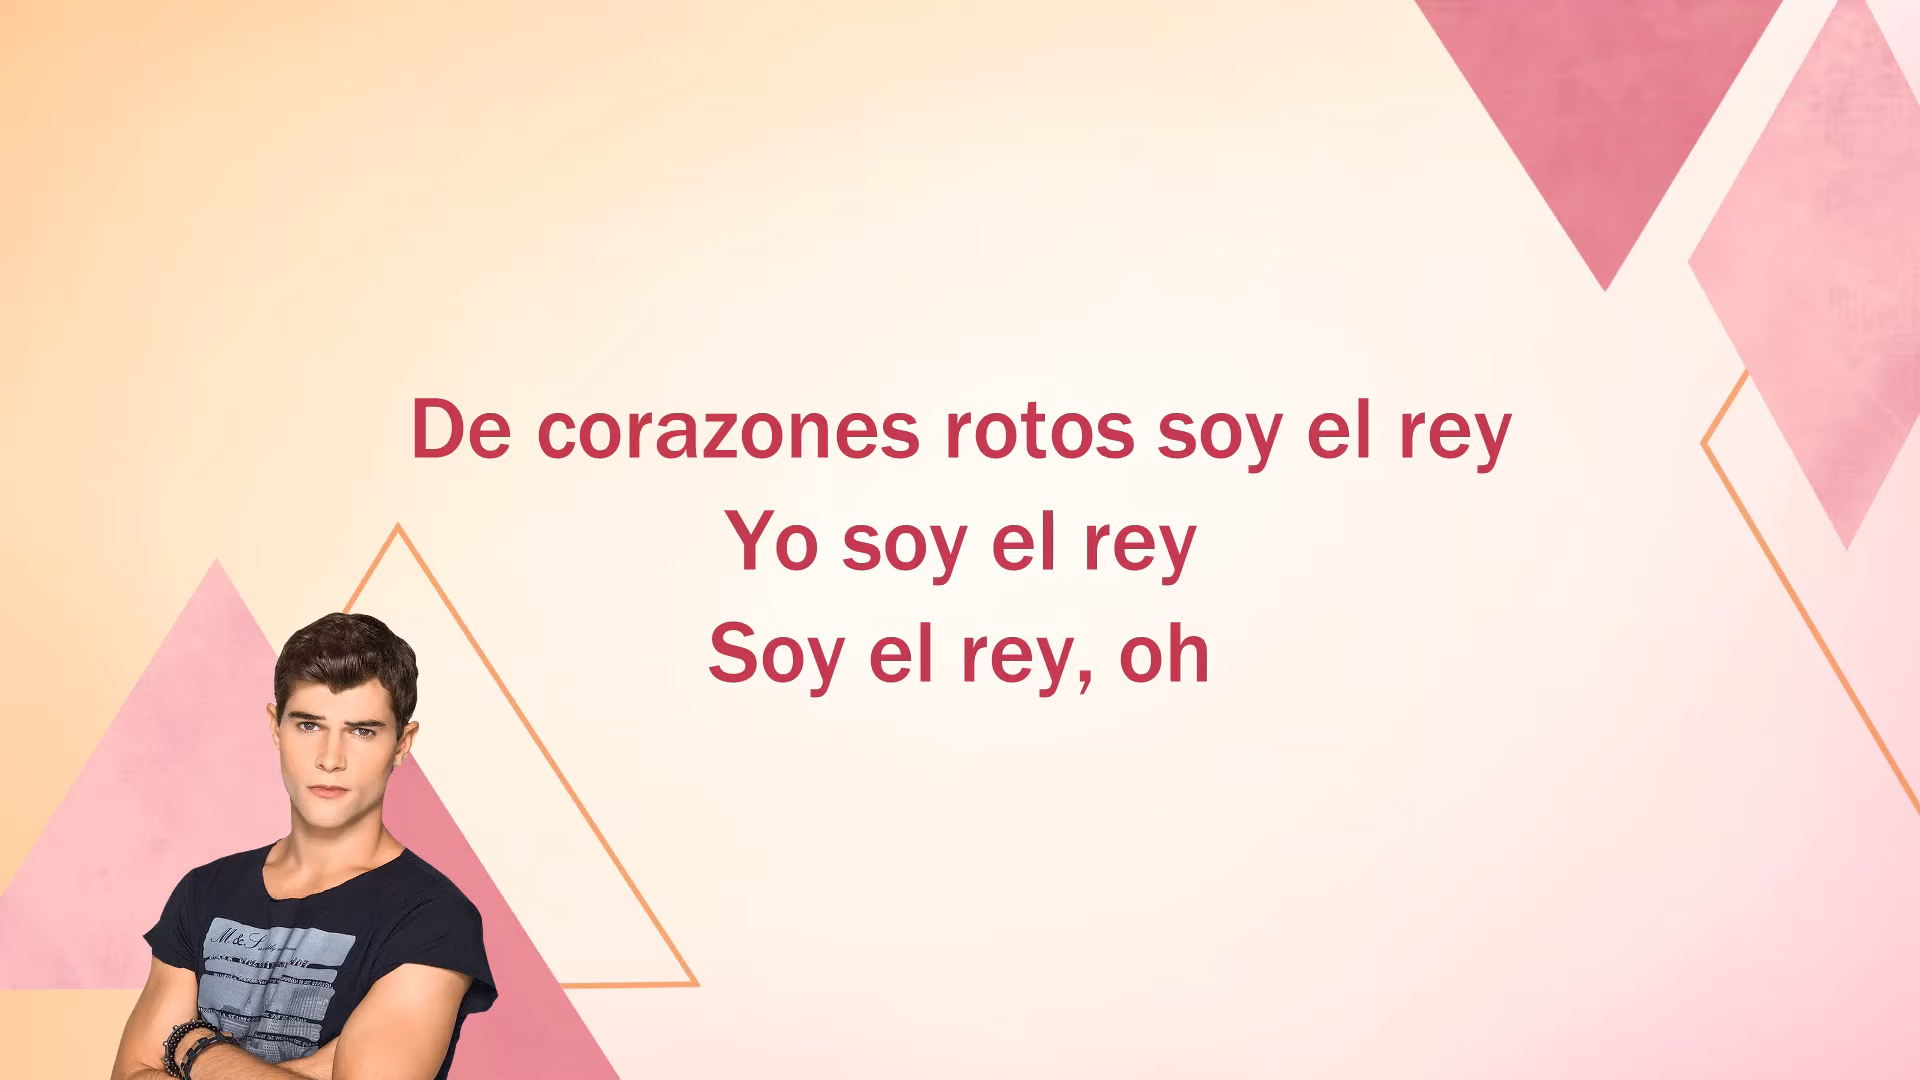 De corazones rotos soy el rey
Yo soy el rey
Soy el rey, oh
M & S